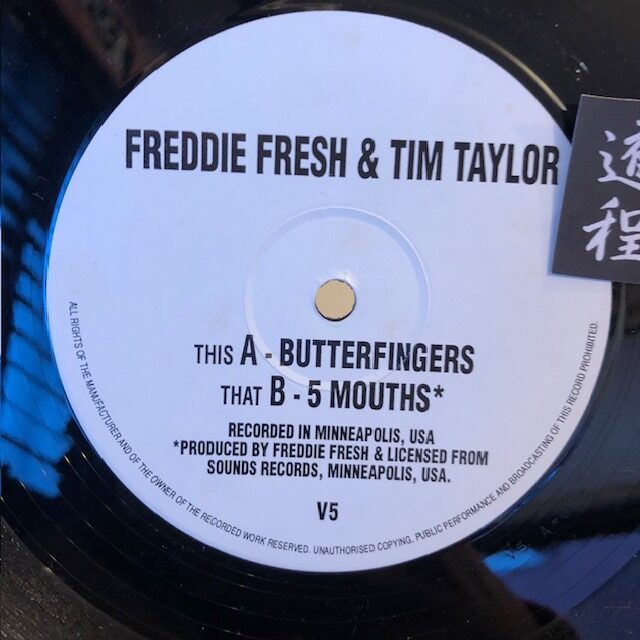 FREDDIE FRESH & TIM TAYLOR
THIS A - BUTTERFINGERS
THAT B - 5 MOUTHS*
RECORDED IN MINNEAPOLIS, USA
*PRODUCED BY FREDDIE FRESH & LICENSED FROM
SOUNDS RECORDS, MINNEAPOLIS, USA.
V5
ALL RIGHTS OF THE MANUFACTURER AND OF THE OWNER OF THE RECORDED WORK RESERVED. UNAUTHORISED COPYING, PUBLIC PERFORMANCE AND BROADCASTING OF THIS RECORD PROHIBITED.
程